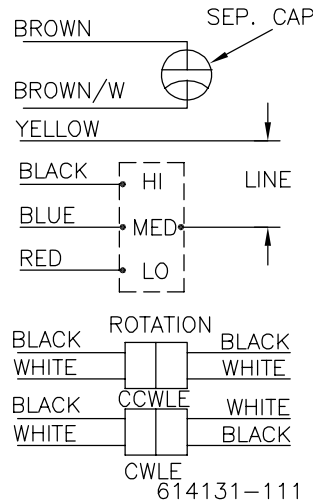 BROWN
SEP. CAP
BROWN/W
YELLOW
BLACK HI LINE
BLUE MED
RED LO
ROTATION
BLACK BLACK
WHITE WHITE
CCWLE
BLACK WHITE
WHITE BLACK
CWLE
614131-111